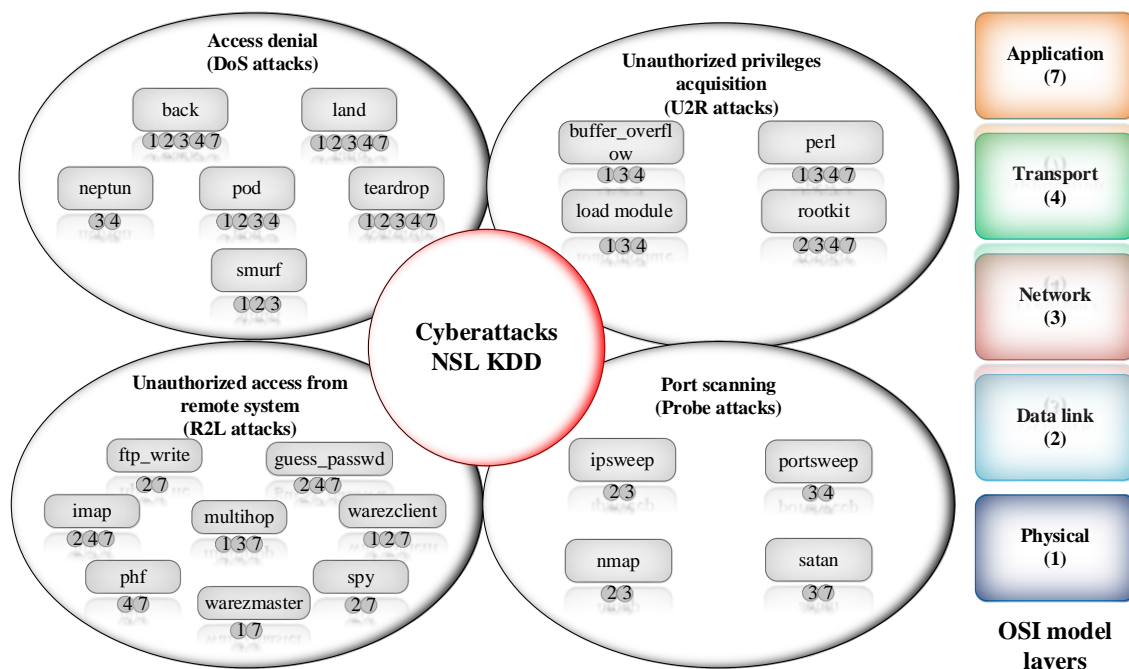 Access denial
(DoS attacks)
back
land
1 2 3 4 7
1 2 3 4 7
neptun
pod
teardrop
3 4
1 2 3 4
1 2 3 4 7
smurf
1 2 3
Unauthorized privileges
acquisition
(U2R attacks)
buffer_overfl
ow
perl
1 3 4
1 3 4 7
load module
rootkit
1 3 4
2 3 4 7
Cyberattacks
NSL KDD
Unauthorized access from
remote system
(R2L attacks)
ftp_write
guess_passwd
2 7
2 4 7
imap
multihop
warezclient
2 4 7
1 3 7
1 2 7
phf
warezmaster
spy
4 7
1 7
2 7
Port scanning
(Probe attacks)
ipsweep
portsweep
2 3
3 4
nmap
satan
2 3
3 7
Application
(7)
Transport
(4)
Network
(3)
Data link
(2)
Physical
(1)
OSI model
layers